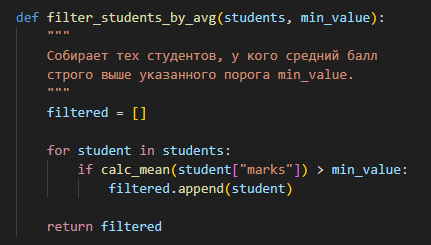 def filter_students_by_avg(students, min_value):
    """
    Собирает тех студентов, у кого средний балл
    строго выше указанного порога min_value.
    """
    filtered = []

    for student in students:
        if calc_mean(student["marks"]) > min_value:
            filtered.append(student)

    return filtered